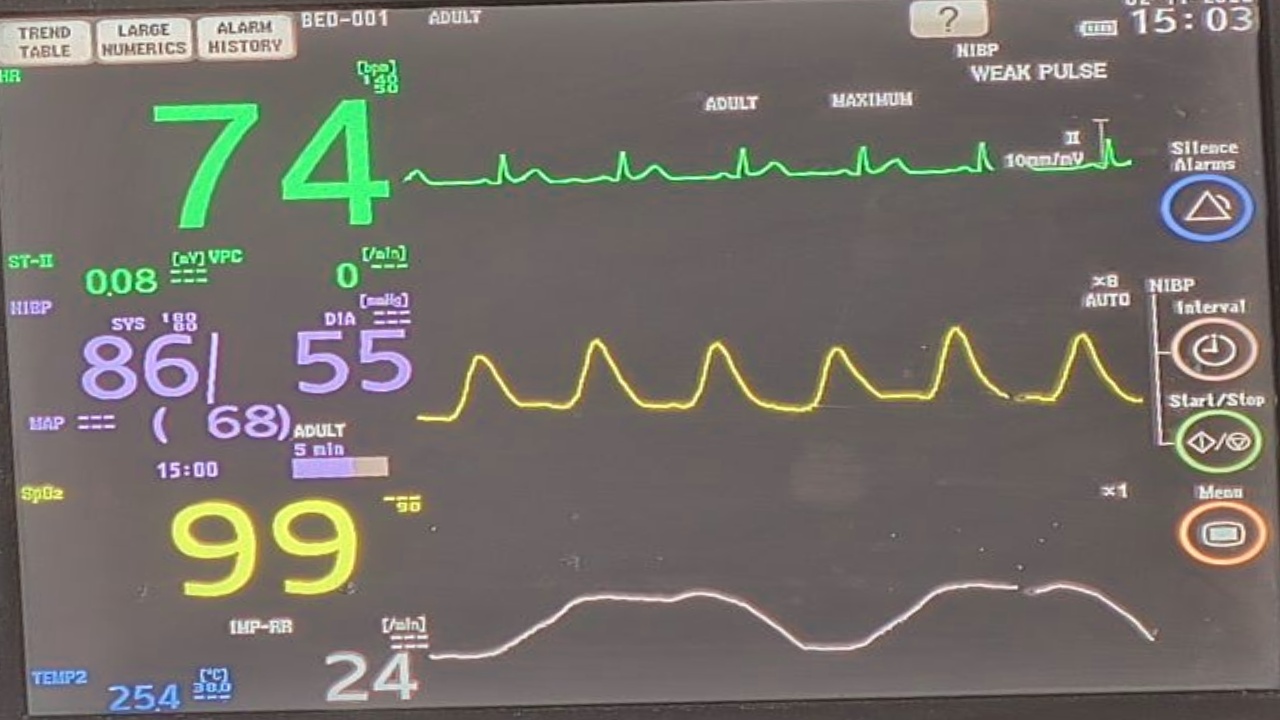 TREND TABLE
LARGE NUMERICS
ALARM HISTORY
BED-001
ADULT
?
15:03
NIBP
WEAK PULSE
HR
[bpm]
140
50
74
ADULT
MAXIMUM
II
10mm/mV
Silence Alarms
ST-II
0.08
[mV]
VPC
0
[/min]
NIBP
SYS
180
80
DIA
[mmHg]
86| 55
MAP
( 68)
ADULT
5 min
15:00
×8
AUTO
NIBP
Interval
Start/Stop
Menu
SpO2
99
90
×1
IMP-RR
[/min]
24
TEMP2
25.4
[°C]
38.0